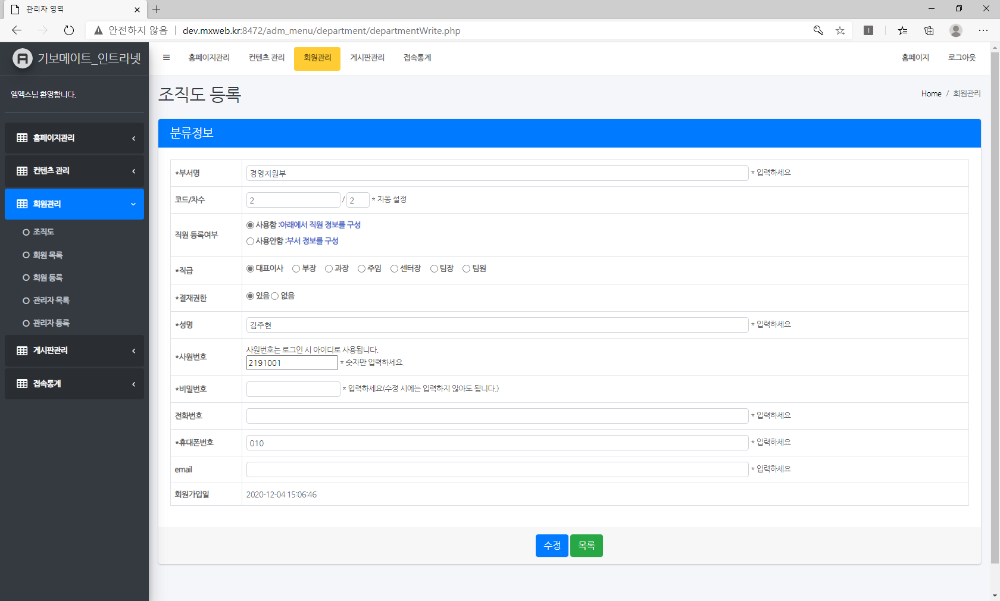 관리자 영역
안전하지 않음
dev.mxweb.kr:8472/adm_menu/department/departmentWrite.php
기보메이트_인트라넷
홈페이지관리 컨텐츠 관리 회원관리 게시판관리 접속통계 홈페이지 로그아웃
엠엑스님 환영합니다.
조직도 등록
Home / 회원관리
홈페이지관리
컨텐츠 관리
회원관리
조직도
회원 목록
회원 등록
관리자 목록
관리자 등록
게시판관리
접속통계
분류정보
*부서명 경영지원부 * 입력하세요
코드/차수 2 / 2 * 자동 설정
직원 등록여부 사용함 :아래에서 직원 정보를 구성
사용안함 :부서 정보를 구성
*직급 대표이사 부장 과장 주임 센터장 팀장 팀원
*결재권한 있음 없음
*성명 김주현 * 입력하세요
사원번호는 로그인 시 아이디로 사용됩니다.
*사원번호 2191001 * 숫자만 입력하세요.
*비밀번호 * 입력하세요(수정 시에는 입력하지 않아도 됩니다.)
전화번호 * 입력하세요
*휴대폰번호 010 * 입력하세요
email * 입력하세요
회원가입일 2020-12-04 15:06:46
수정 목록